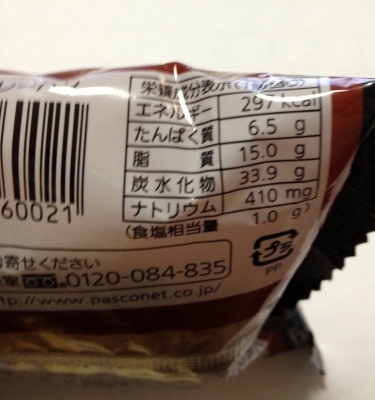 栄養成分表示
エネルギー 297 kcal
たんぱく質 6.5 g
脂 質 15.0 g
炭水化物 33.9 g
ナトリウム 410 mg
(食塩相当量 1.0 g)
60021
寄せください
0120-084-835
プラ
PP
http://www.pasconet.co.jp/